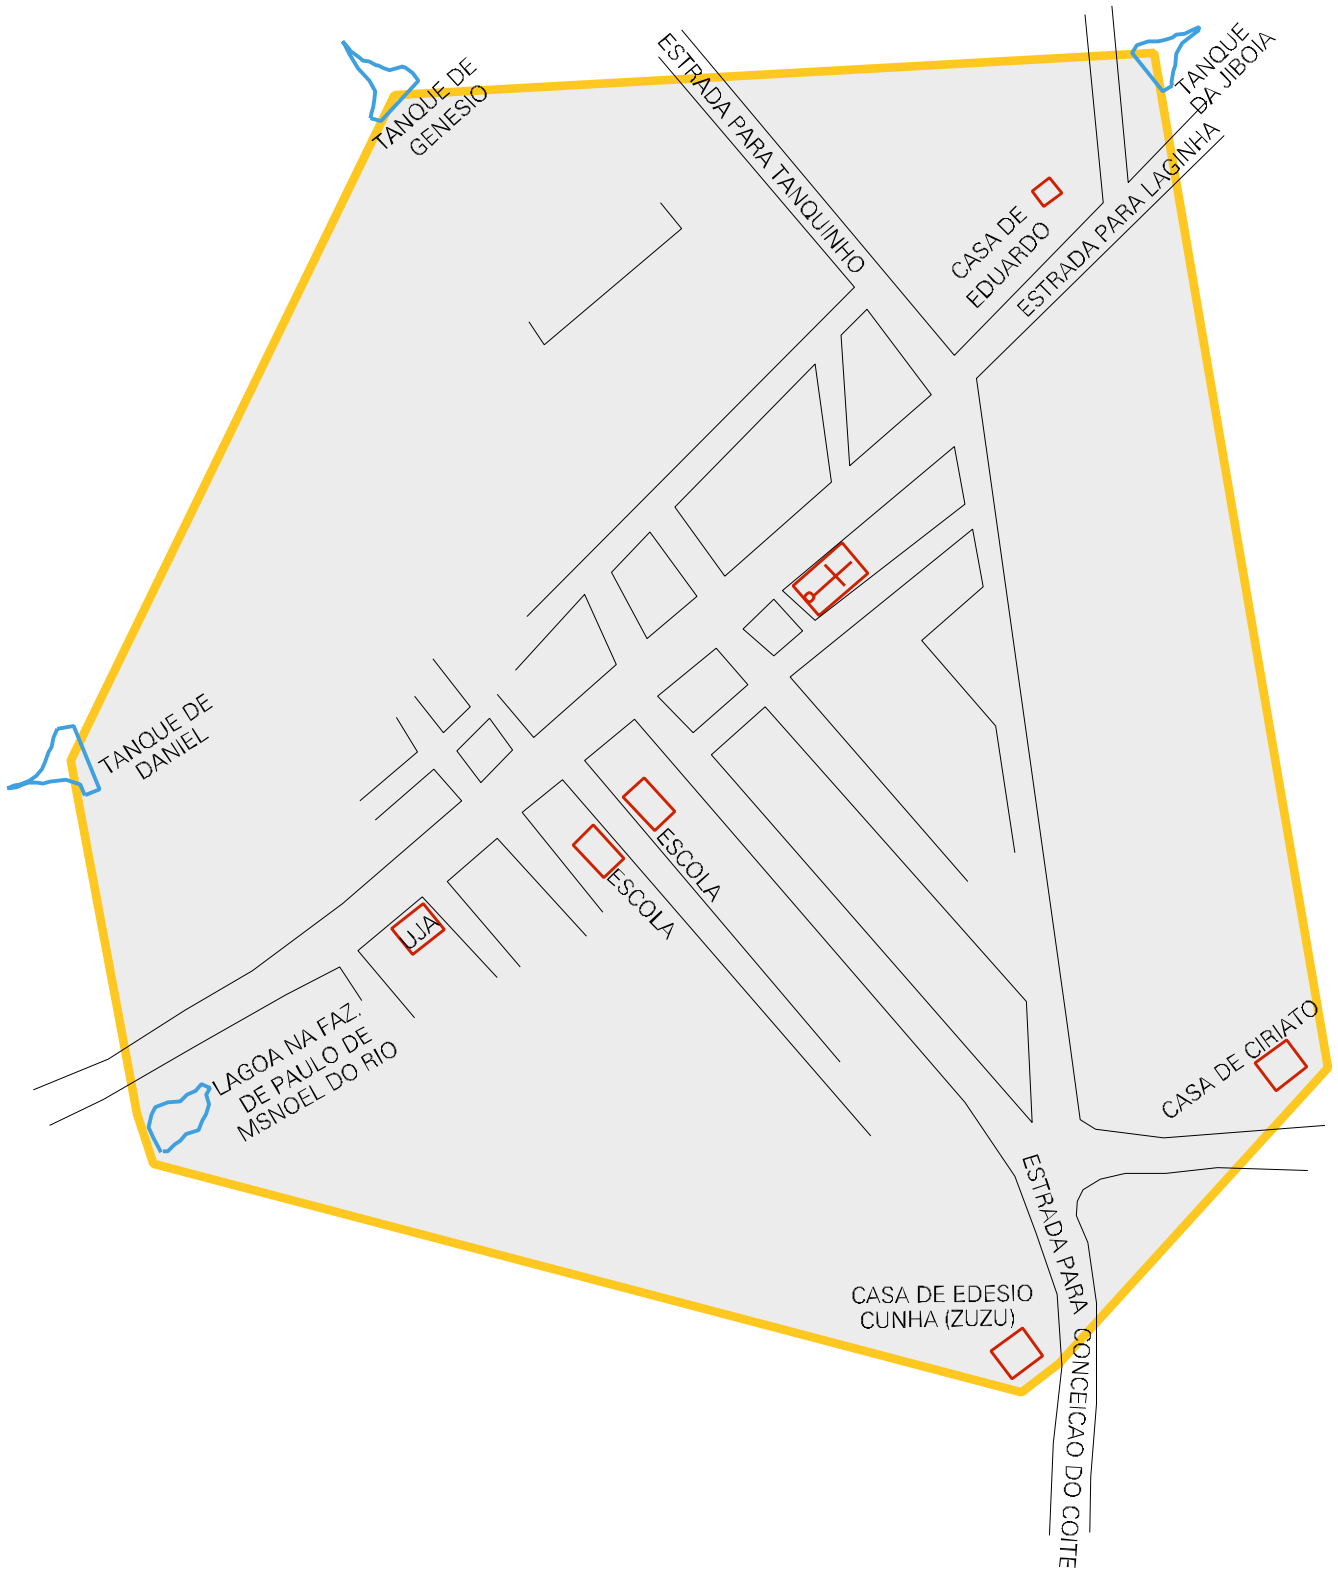 TANQUE DE
GENESIO
ESTRADA PARA TANQUINHO
TANQUE
DA JIBOIA
ESTRADA PARA LAGINHA
CASA DE
EDUARDO
TANQUE DE
DANIEL
ESCOLA
ESCOLA
UJA
LAGOA NA FAZ.
DE PAULO DE
MSNOEL DO RIO
CASA DE CIRIATO
ESTRADA PARA CONCEICAO DO COITE
CASA DE EDESIO
CUNHA (ZUZU)